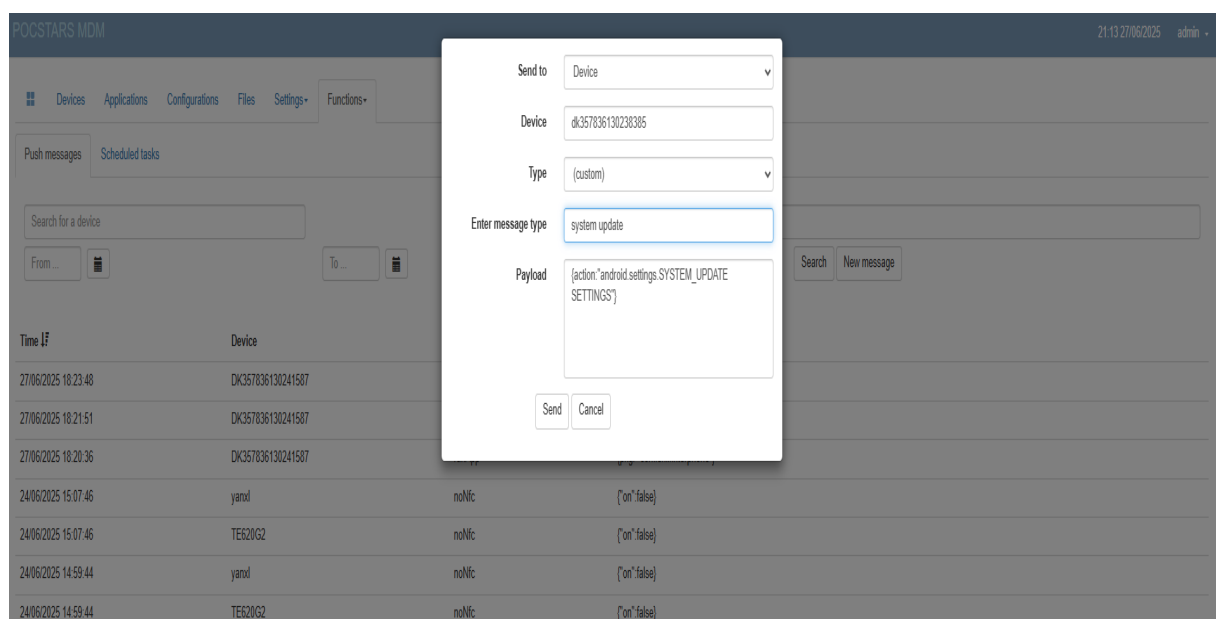 POCSTARS MDM
21:13 27/06/2025 admin
Devices Applications Configurations Files Settings Functions
Push messages Scheduled tasks
Search for a device
From ...
To ...
Search New message
Send to Device
Device dk357836130238385
Type (custom)
Enter message type system update
Payload {action:"android.settings.SYSTEM_UPDATE
SETTINGS"}
Send Cancel
Time Device
27/06/2025 18:23:48 DK357836130241587
27/06/2025 18:21:51 DK357836130241587
27/06/2025 18:20:36 DK357836130241587
24/06/2025 15:07:46 yanxl noNfc {"on":false}
24/06/2025 15:07:46 TE620G2 noNfc {"on":false}
24/06/2025 14:59:44 yanxl noNfc {"on":false}
24/06/2025 14:59:44 TE620G2 noNfc {"on":false}